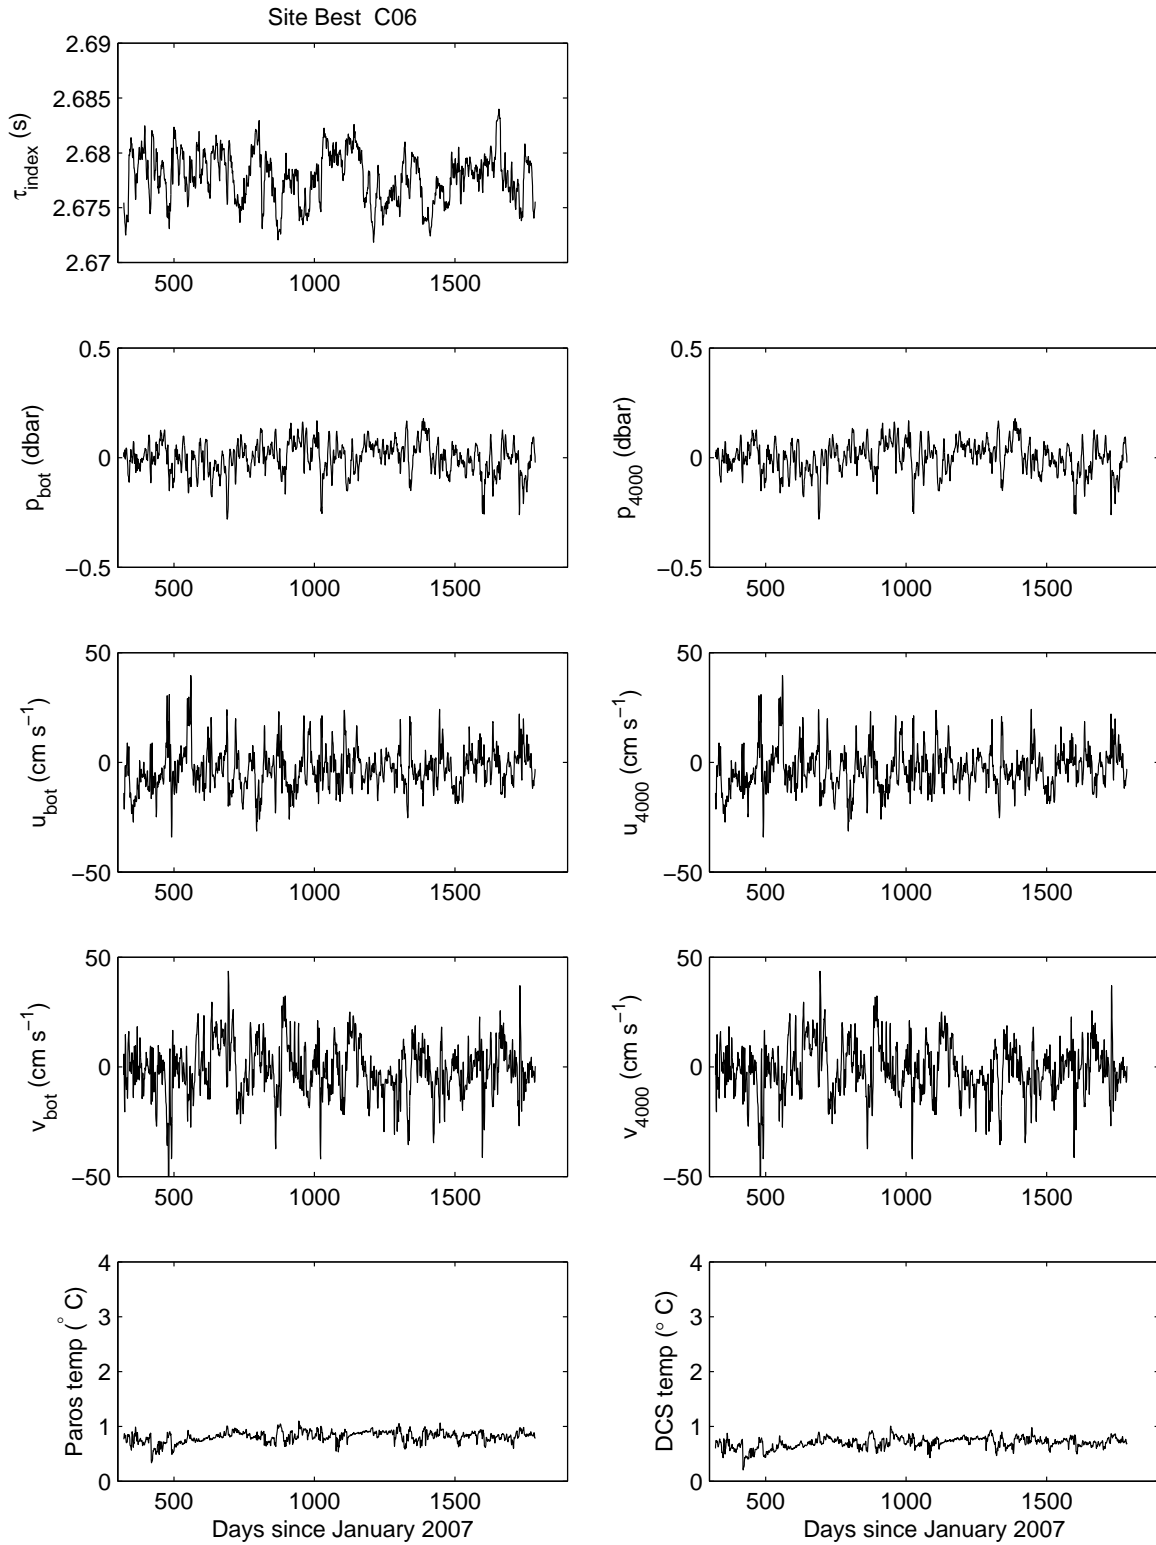 Site Best C06
2.69
2.685
2.68
2.675
2.67
τindex (s)
500 1000 1500
0.5
0
−0.5
pbot (dbar)
500 1000 1500
0.5
0
−0.5
p4000 (dbar)
500 1000 1500
50
0
−50
ubot (cm s−1)
500 1000 1500
50
0
−50
u4000 (cm s−1)
500 1000 1500
50
0
−50
vbot (cm s−1)
500 1000 1500
50
0
−50
v4000 (cm s−1)
500 1000 1500
4
3
2
1
0
Paros temp (° C)
500 1000 1500
Days since January 2007
4
3
2
1
0
DCS temp (° C)
500 1000 1500
Days since January 2007